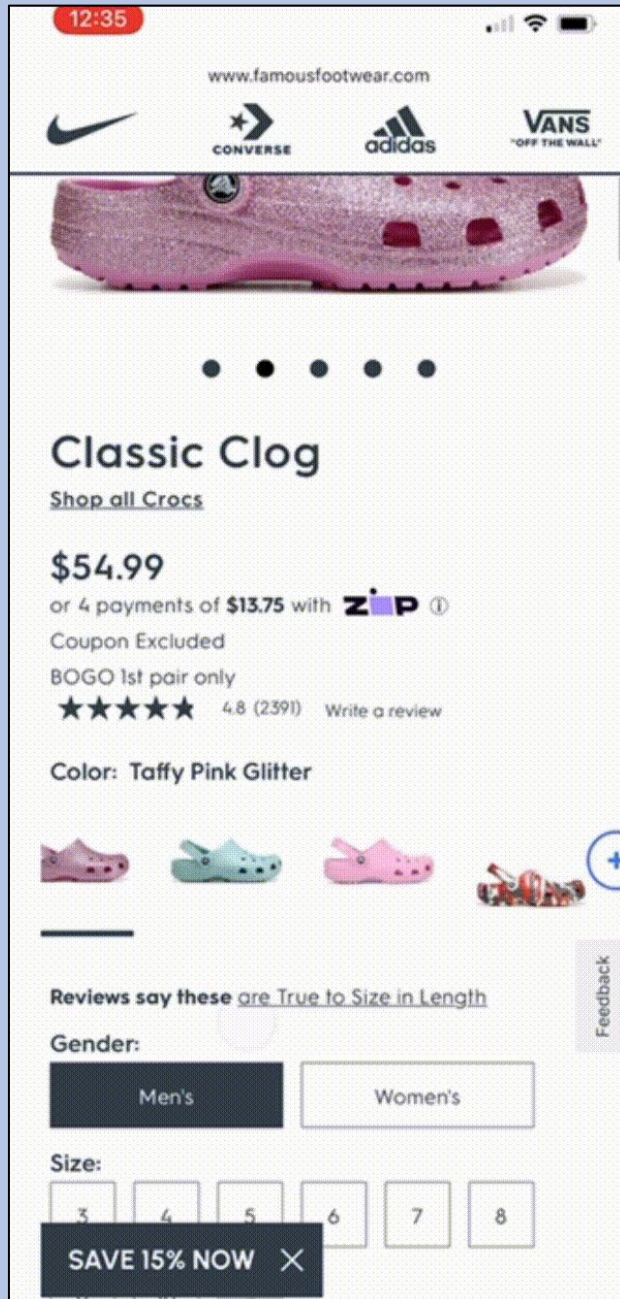 12:35
www.famousfootwear.com
CONVERSE
adidas
VANS
"OFF THE WALL"
Classic Clog
Shop all Crocs
$54.99
or 4 payments of $13.75 with zip
Coupon Excluded
BOGO 1st pair only
4.8 (2391) Write a review
Color: Taffy Pink Glitter
Feedback
Reviews say these are True to Size in Length
Gender:
Men's Women's
Size:
3 4 5 6 7 8
SAVE 15% NOW